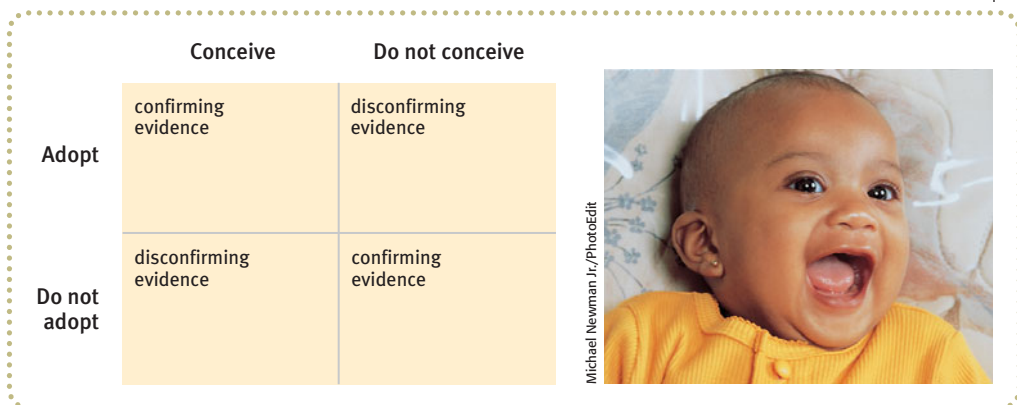 Conceive Do not conceive
Adopt
confirming
evidence
disconfirming
evidence
Do not
adopt
disconfirming
evidence
confirming
evidence
Michael Newman Jr./PhotoEdit